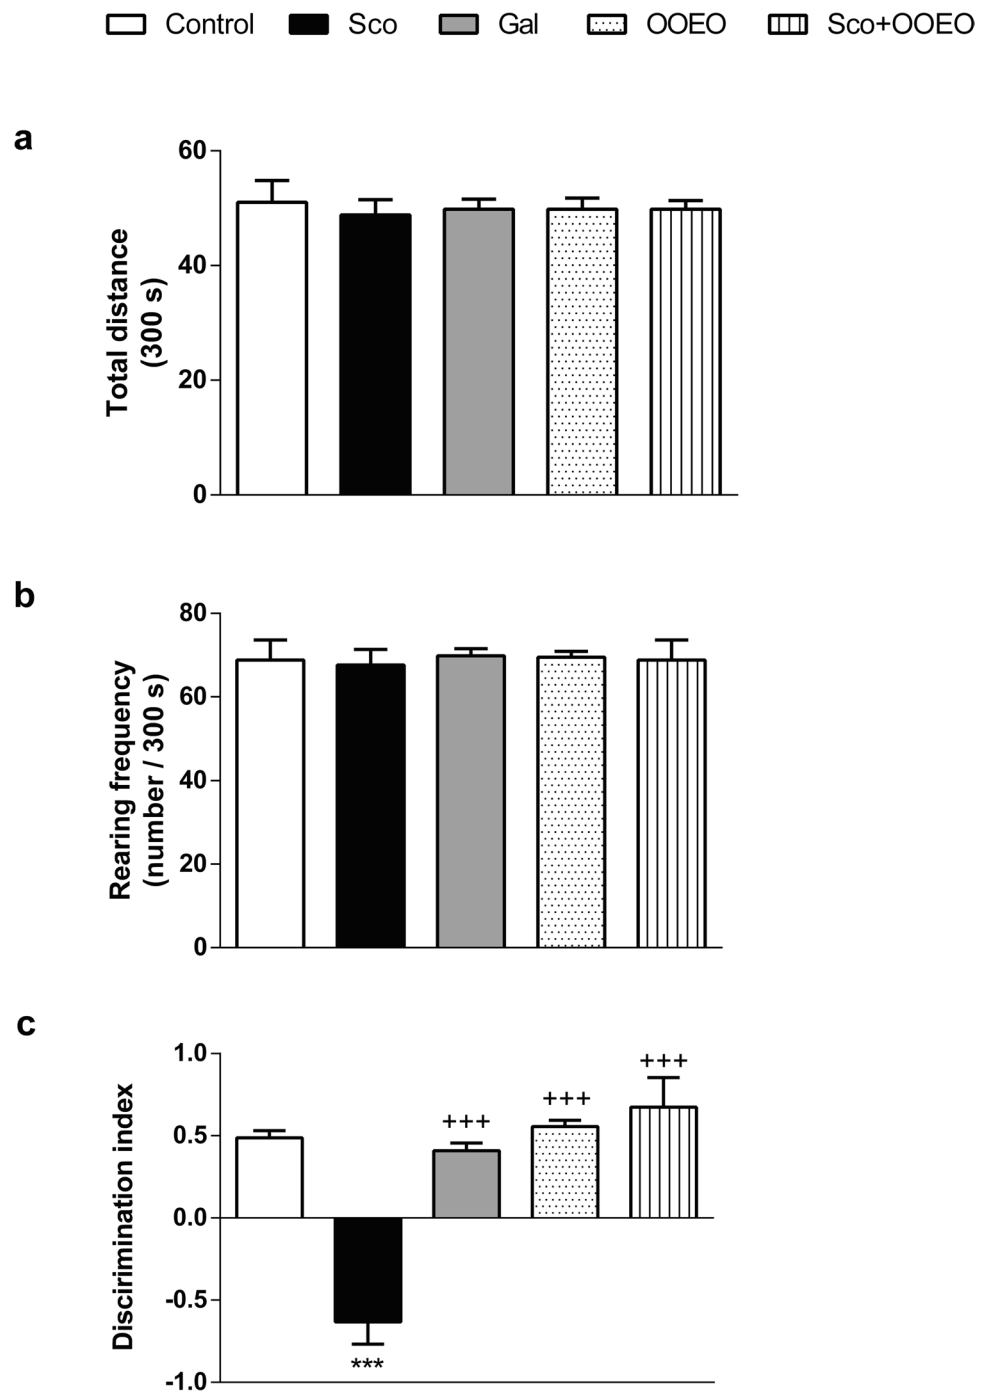 Control Sco Gal OOEO Sco+OOEO
a
60
40
20
0
Total distance
(300 s)
b
80
60
40
20
0
Rearing frequency
(number / 300 s)
c
1.0
0.5
0.0
-0.5
-1.0
Discirimination index
+++
+++
+++
***